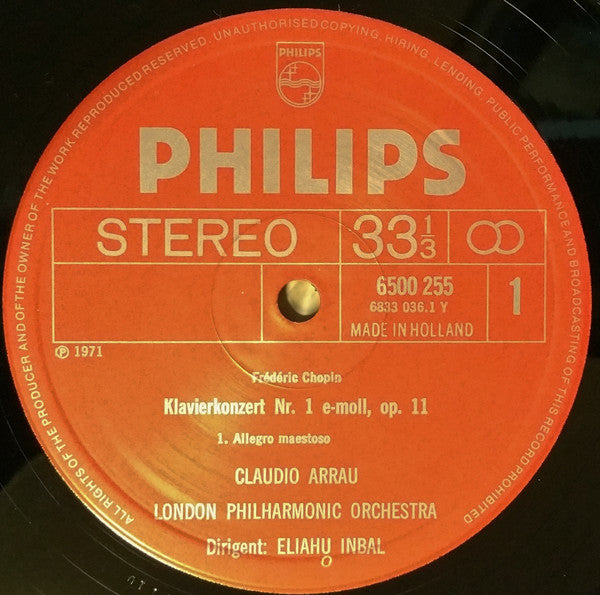 ALL RIGHTS OF THE PRODUCER AND OF THE OWNER OF THE WORK REPRODUCED RESERVED. UNAUTHORISED COPYING, HIRING, LENDING, PUBLIC PERFORMANCE AND BROADCASTING OF THIS RECORD PROHIBITED
PHILIPS
PHILIPS
STEREO 33 1/3 ∞
6500 255 1
6833 036.1 Y
MADE IN HOLLAND
℗ 1971
Frédéric Chopin
Klavierkonzert Nr. 1 e-moll, op. 11
1. Allegro maestoso
CLAUDIO ARRAU
LONDON PHILHARMONIC ORCHESTRA
Dirigent: ELIAHU INBAL
O